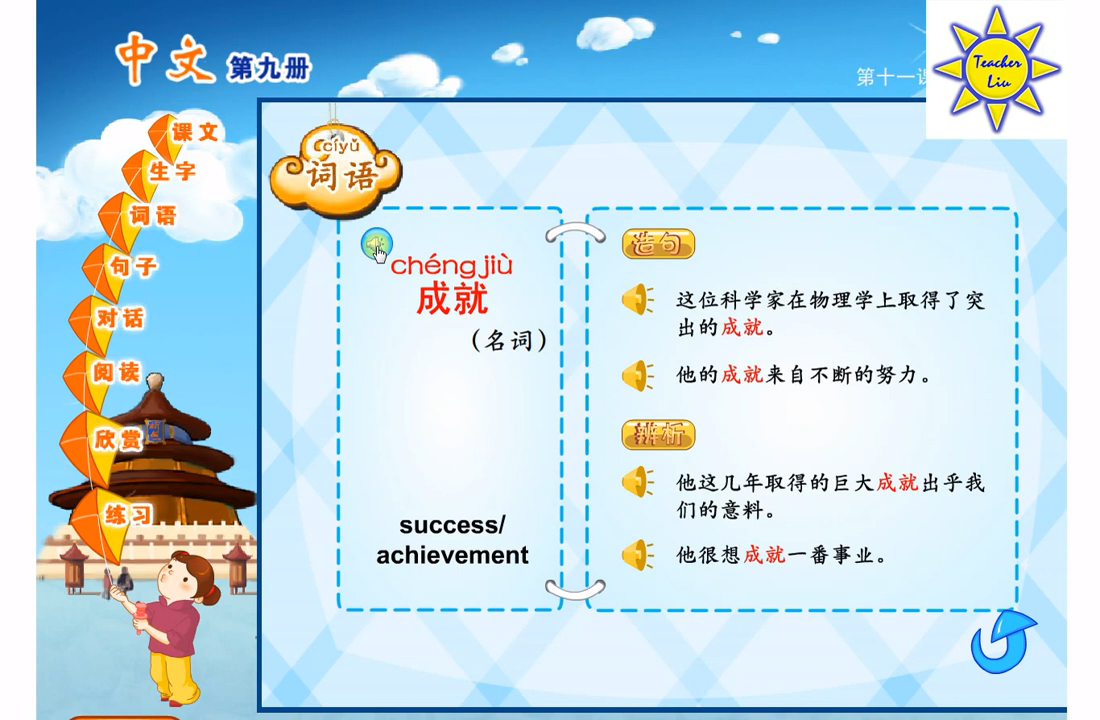 中文 第九册
第十一课
Teacher
Liu
课文
生字
词语
句子
对话
阅读
欣赏
练习
cíyǔ
词语
chéng jiù
成就
（名词）
success/
achievement
造句
这位科学家在物理学上取得了突
出的成就。
他的成就来自不断的努力。
辨析
他这几年取得的巨大成就出乎我
们的意料。
他很想成就一番事业。